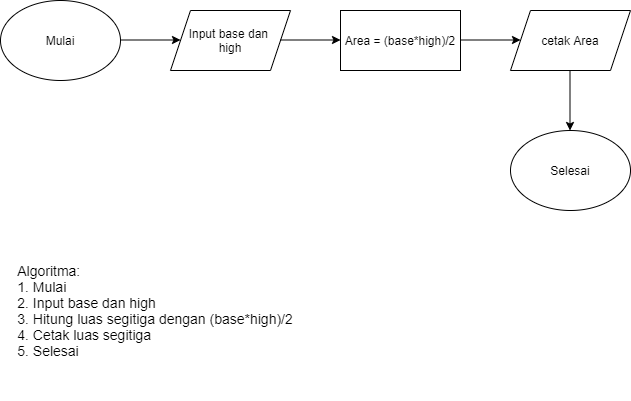 Mulai
Input base dan
high
Area = (base*high)/2
cetak Area
Selesai
Algoritma:
1. Mulai
2. Input base dan high
3. Hitung luas segitiga dengan (base*high)/2
4. Cetak luas segitiga
5. Selesai